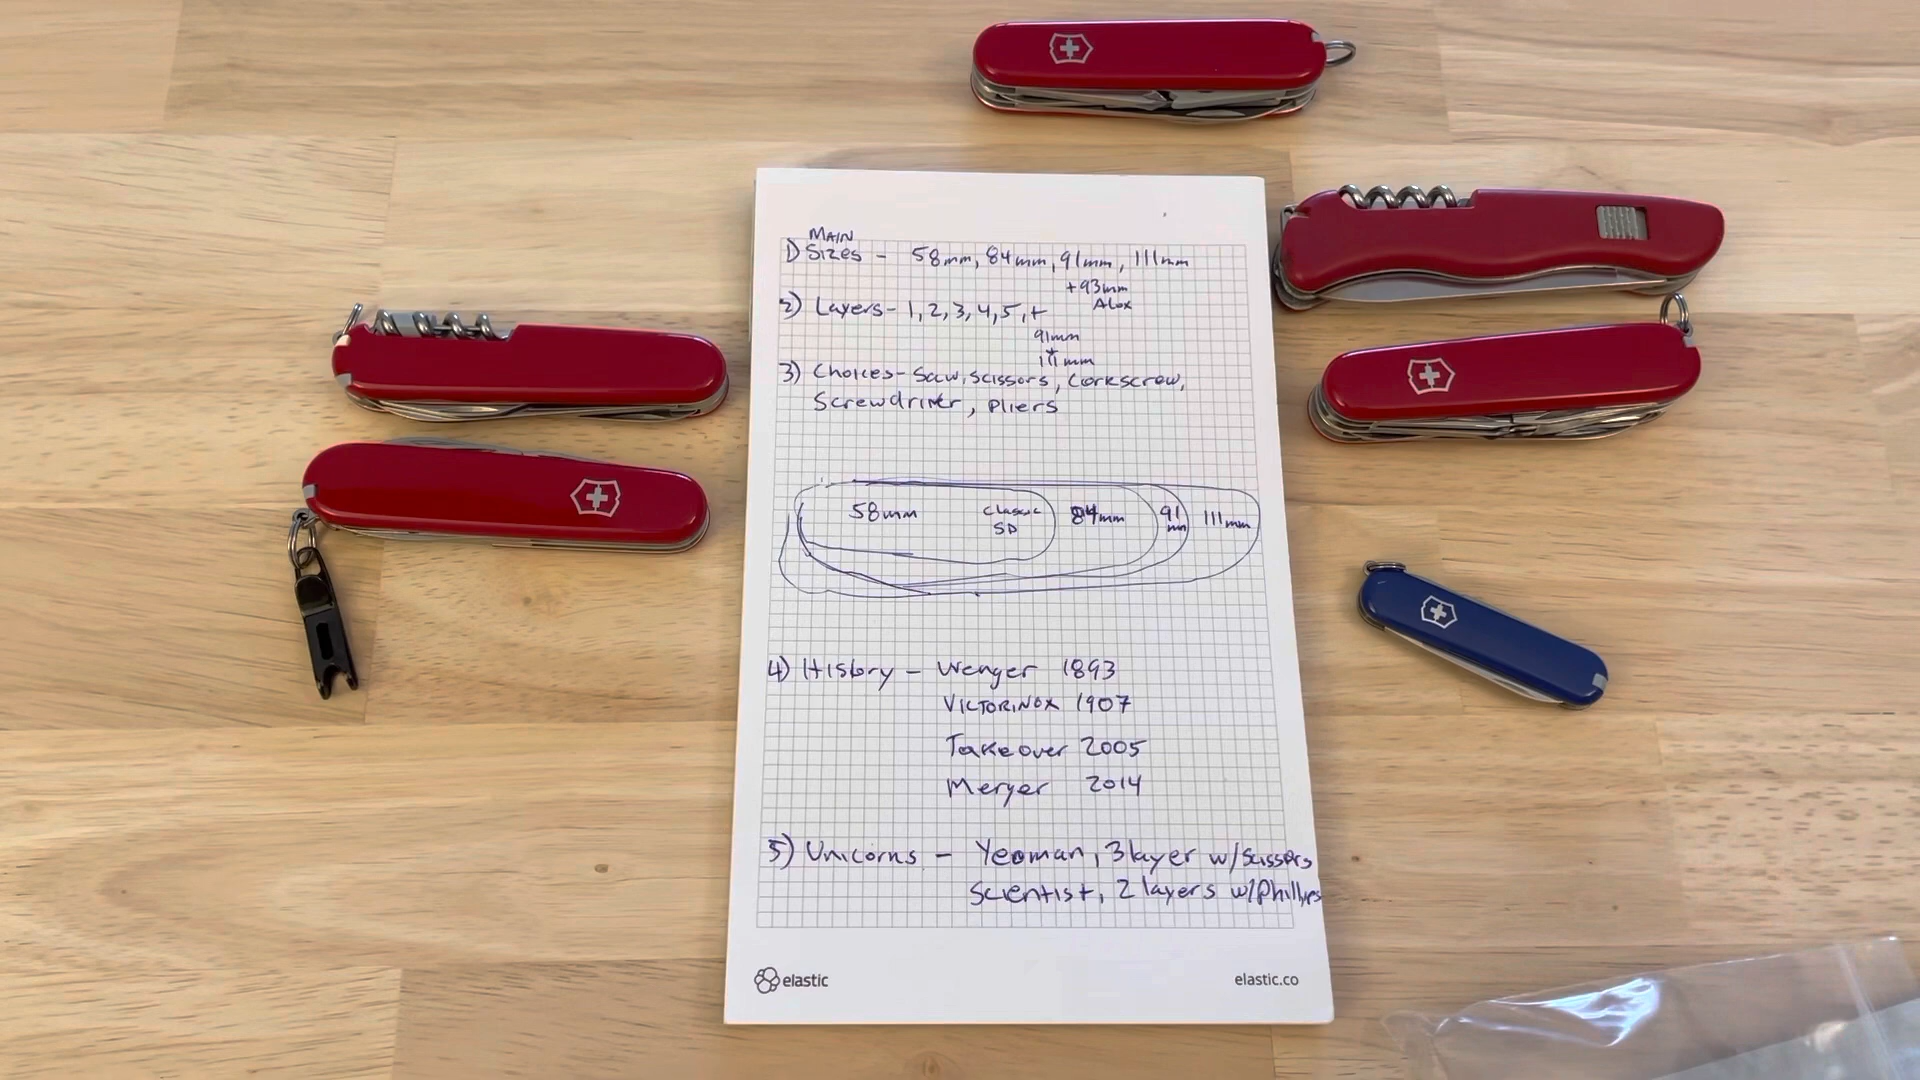 MAIN
1) Sizes - 58mm, 84mm, 91mm, 111mm
+93mm
Alox
2) Layers - 1, 2, 3, 4, 5, +
91mm
+
111mm
3) Choices - Saw, scissors, Corkscrew,
Screwdriver, Pliers
58mm Classic SD 84mm 91mm 111mm
4) History - Wenger 1893
VICTORINOX 1907
Takeover 2005
Merger 2014
5) Unicorns - Yeoman, 3 layer w/scissors
Scientist, 2 layers w/Phillips
elastic elastic.co